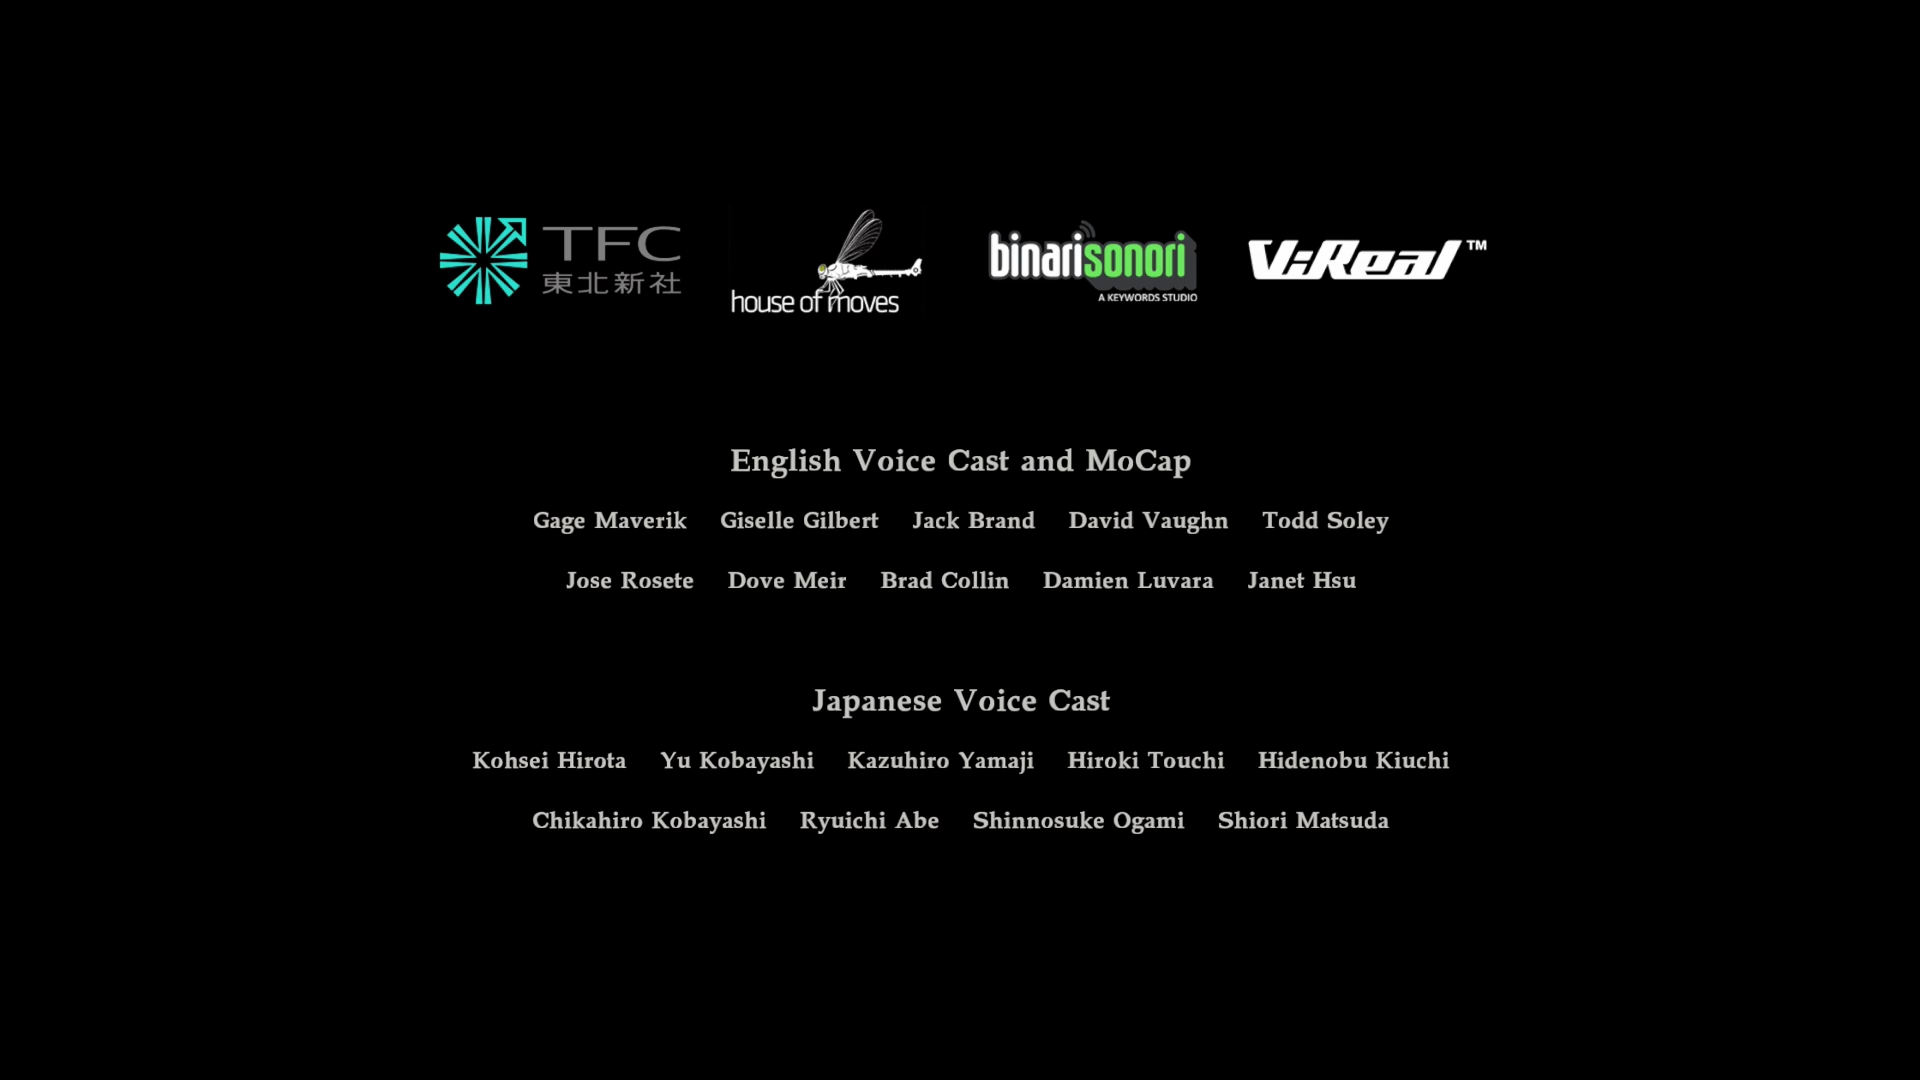 TFC
東北新社
house of moves
binarisonori
A KEYWORDS STUDIO
ViReal™
English Voice Cast and MoCap
Gage Maverik Giselle Gilbert Jack Brand David Vaughn Todd Soley
Jose Rosete Dove Meir Brad Collin Damien Luvara Janet Hsu
Japanese Voice Cast
Kohsei Hirota Yu Kobayashi Kazuhiro Yamaji Hiroki Touchi Hidenobu Kiuchi
Chikahiro Kobayashi Ryuichi Abe Shinnosuke Ogami Shiori Matsuda